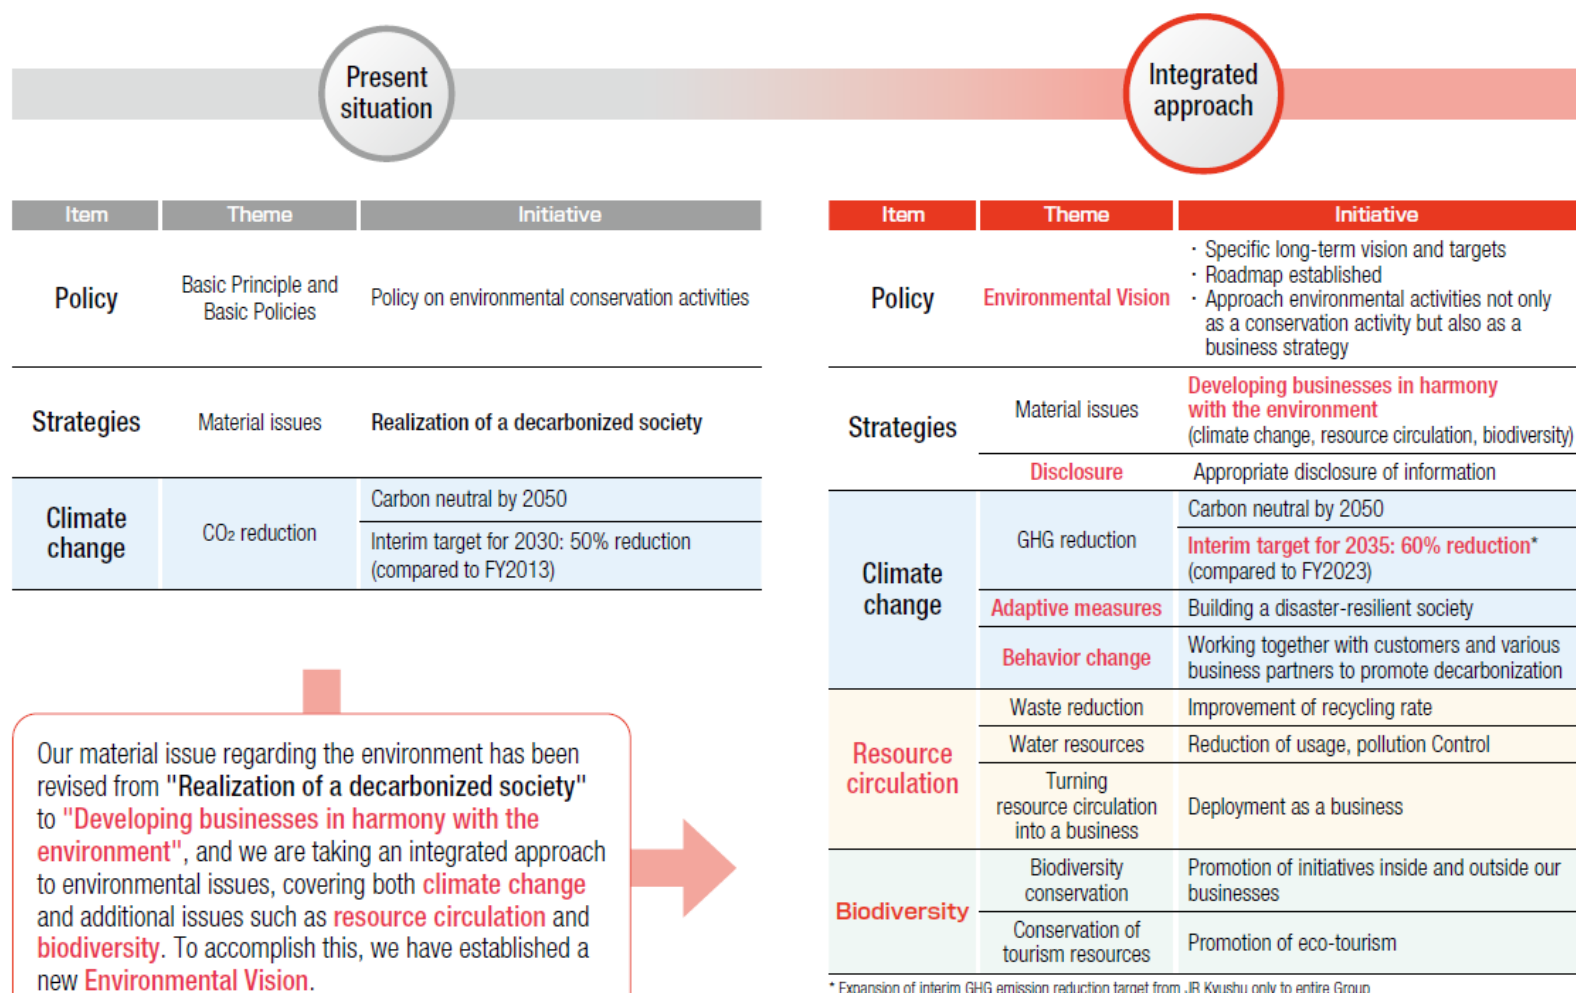 Present
situation
Integrated
approach
Item Theme Initiative
Policy
Basic Principle and
Basic Policies
Policy on environmental conservation activities
Strategies Material issues Realization of a decarbonized society
Climate
change
CO₂ reduction
Carbon neutral by 2050
Interim target for 2030: 50% reduction
(compared to FY2013)
Our material issue regarding the environment has been
revised from "Realization of a decarbonized society"
to "Developing businesses in harmony with the
environment", and we are taking an integrated approach
to environmental issues, covering both climate change
and additional issues such as resource circulation and
biodiversity. To accomplish this, we have established a
new Environmental Vision.
Item Theme Initiative
Policy
Environmental Vision
· Specific long-term vision and targets
· Roadmap established
· Approach environmental activities not only
as a conservation activity but also as a
business strategy
Strategies
Material issues
Developing businesses in harmony
with the environment
(climate change, resource circulation, biodiversity)
Disclosure Appropriate disclosure of information
Climate
change
GHG reduction
Carbon neutral by 2050
Interim target for 2035: 60% reduction*
(compared to FY2023)
Adaptive measures Building a disaster-resilient society
Behavior change
Working together with customers and various
business partners to promote decarbonization
Resource
circulation
Waste reduction Improvement of recycling rate
Water resources Reduction of usage, pollution Control
Turning
resource circulation
into a business
Deployment as a business
Biodiversity
Biodiversity
conservation
Promotion of initiatives inside and outside our
businesses
Conservation of
tourism resources
Promotion of eco-tourism
* Expansion of interim GHG emission reduction target from JR Kyushu only to entire Group